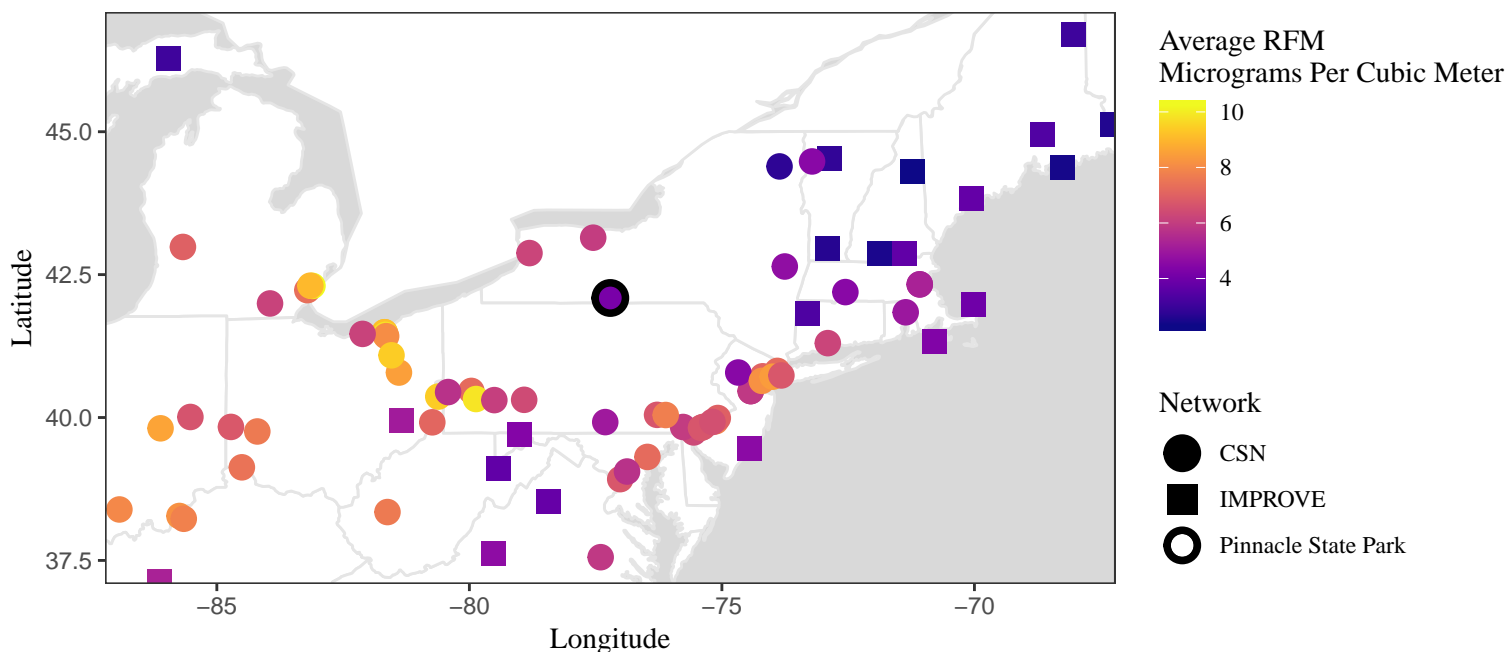 Average RFM
Micrograms Per Cubic Meter
10
8
6
4
Network
CSN
IMPROVE
Pinnacle State Park
Latitude
45.0
42.5
40.0
37.5
−85
−80
−75
−70
Longitude